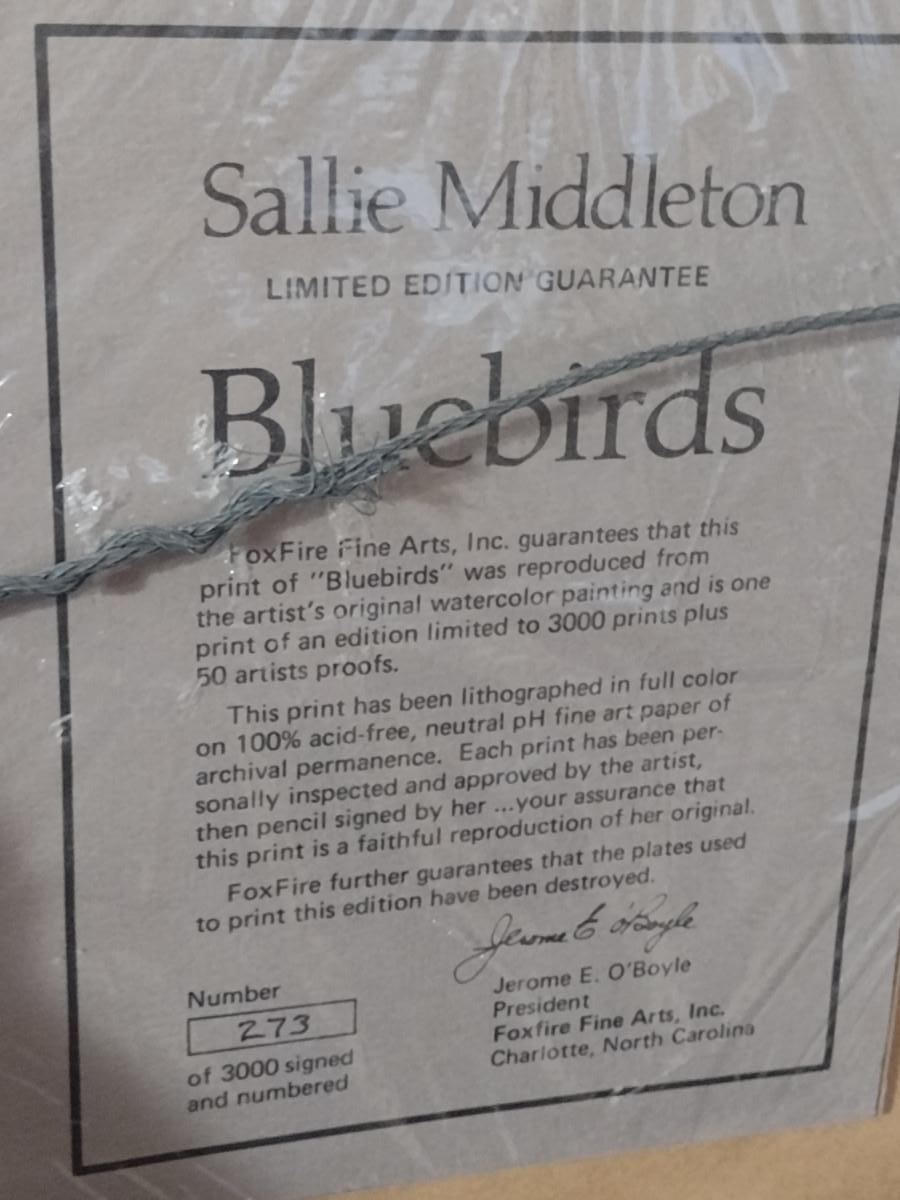 Sallie Middleton
LIMITED EDITION GUARANTEE
Bluebirds
FoxFire Fine Arts, Inc. guarantees that this
print of "Bluebirds" was reproduced from
the artist's original watercolor painting and is one
print of an edition limited to 3000 prints plus
50 artists proofs.
This print has been lithographed in full color
on 100% acid-free, neutral pH fine art paper of
archival permanence. Each print has been per-
sonally inspected and approved by the artist,
then pencil signed by her ...your assurance that
this print is a faithful reproduction of her original.
FoxFire further guarantees that the plates used
to print this edition have been destroyed.
Jerome E O'Boyle
Jerome E. O'Boyle
President
Foxfire Fine Arts, Inc.
Charlotte, North Carolina
Number
273
of 3000 signed
and numbered